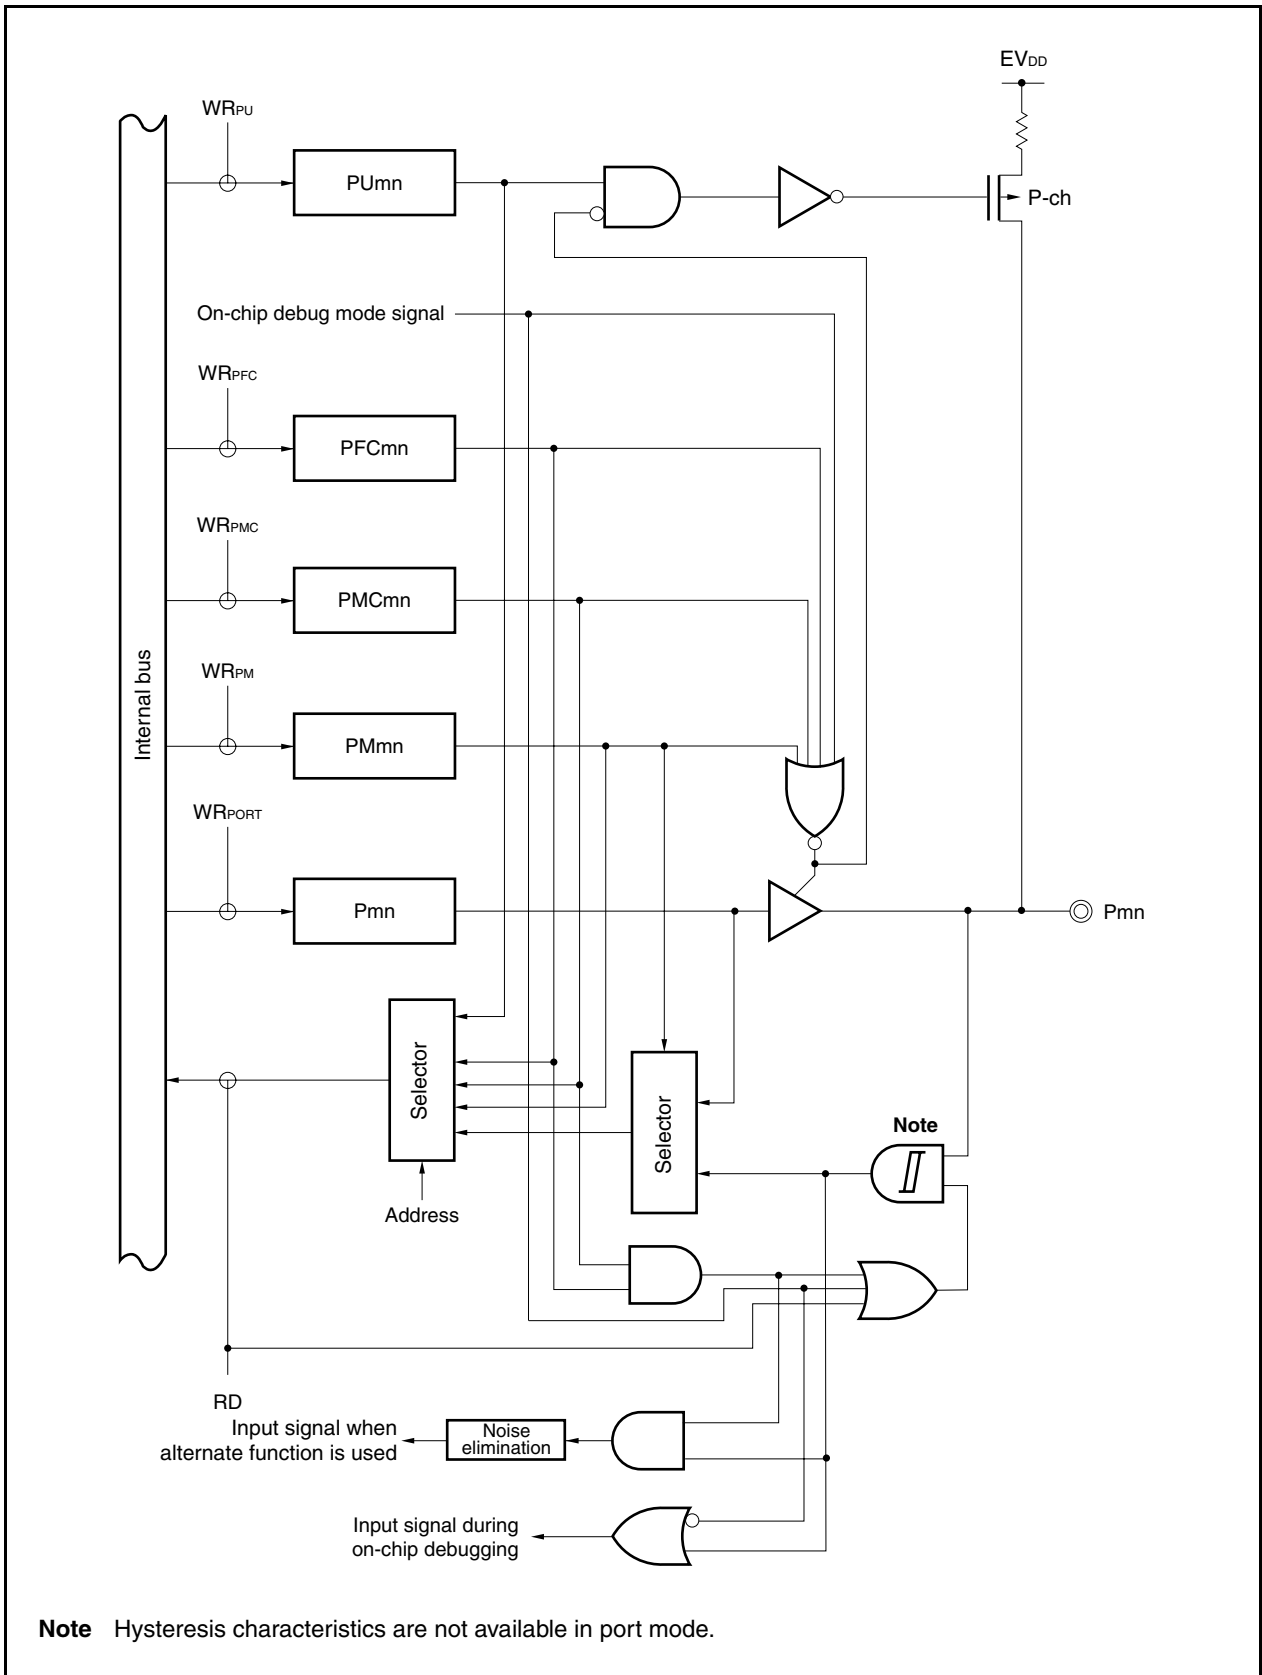 EVDD
WRPU
PUmn
P-ch
On-chip debug mode signal
WRPFC
PFCmn
WRPMC
PMCmn
Internal bus
WRPM
PMmn
WRPORT
Pmn
Pmn
Selector
Selector
Note
Address
RD
Input signal when
alternate function is used
Noise
elimination
Input signal during
on-chip debugging
Note Hysteresis characteristics are not available in port mode.